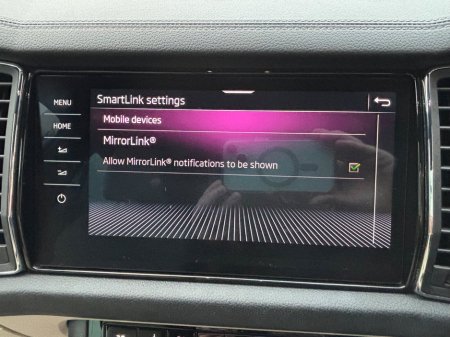 SmartLink settings
MENU
Mobile devices
HOME
MirrorLink®
Allow MirrorLink® notifications to be shown